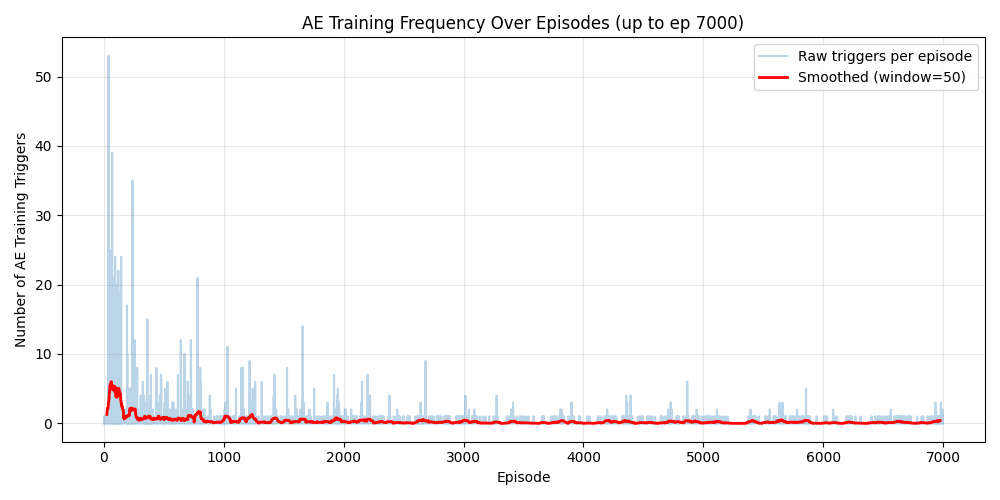 AE Training Frequency Over Episodes (up to ep 7000)
Raw triggers per episode
Smoothed (window=50)
Number of AE Training Triggers
50
40
30
20
10
0
0 1000 2000 3000 4000 5000 6000 7000
Episode